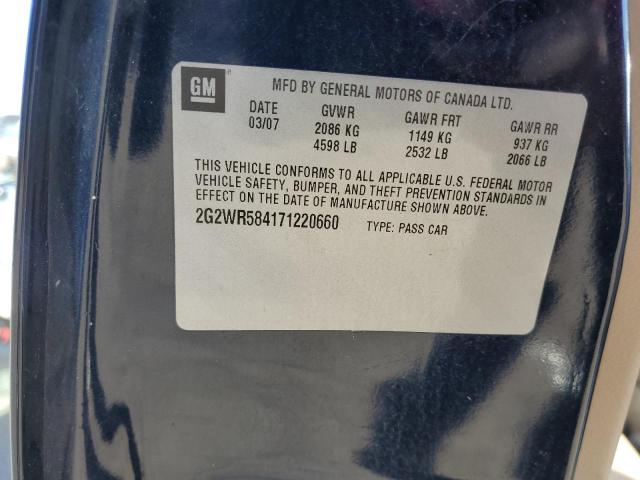 GM
MFD BY GENERAL MOTORS OF CANADA LTD.
DATE GVWR GAWR FRT GAWR RR
03/07 2086 KG 1149 KG 937 KG
4598 LB 2532 LB 2066 LB
THIS VEHICLE CONFORMS TO ALL APPLICABLE U.S. FEDERAL MOTOR
VEHICLE SAFETY, BUMPER, AND THEFT PREVENTION STANDARDS IN
EFFECT ON THE DATE OF MANUFACTURE SHOWN ABOVE.
2G2WR584171220660 TYPE: PASS CAR